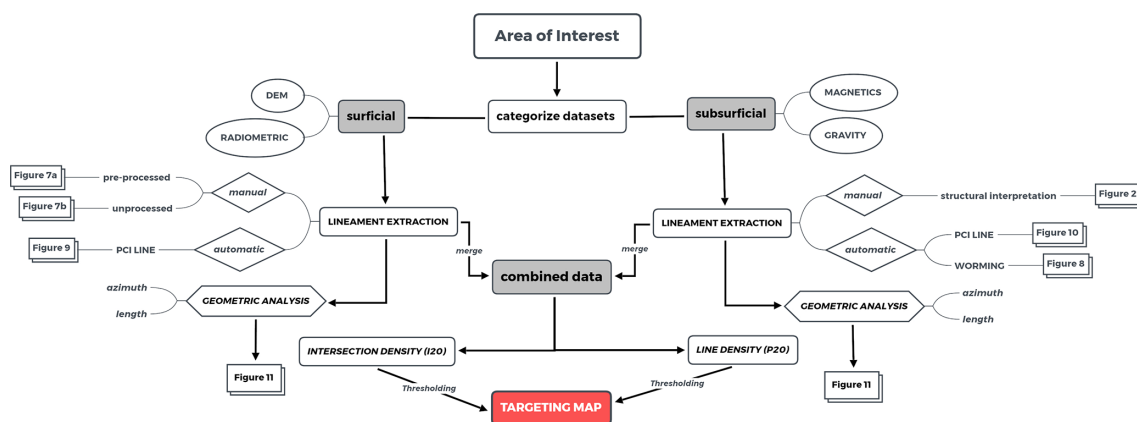 Area of Interest
DEM
MAGNETICS
surficial
categorize datasets
subsurficial
RADIOMETRIC
GRAVITY
Figure 7a
pre-processed
manual
manual
structural interpretation
Figure 2
Figure 7b
unprocessed
LINEAMENT EXTRACTION
LINEAMENT EXTRACTION
PCI LINE
Figure 10
Figure 9
PCI LINE
automatic
merge
merge
automatic
WORMING
Figure 8
combined data
azimuth
length
GEOMETRIC ANALYSIS
GEOMETRIC ANALYSIS
azimuth
length
INTERSECTION DENSITY (I20)
LINE DENSITY (P20)
Figure 11
Thresholding
Thresholding
Figure 11
TARGETING MAP